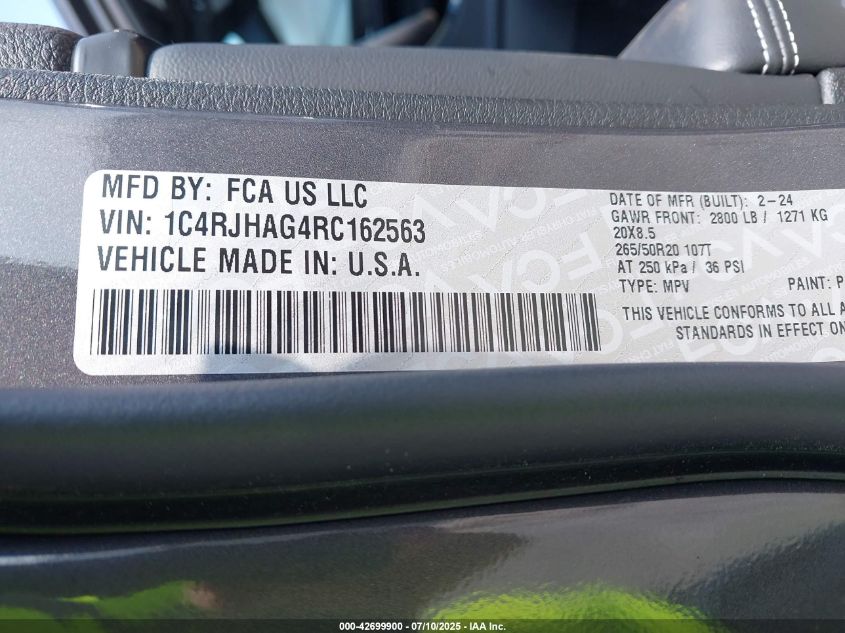 MFD BY: FCA US LLC
VIN: 1C4RJHAG4RC162563
VEHICLE MADE IN: U.S.A.
DATE OF MFR (BUILT): 2-24
GAWR FRONT: 2800 LB / 1271 KG
20X8.5
265/50R20 107T
AT 250 kPa / 36 PSI
TYPE: MPV PAINT: P
THIS VEHICLE CONFORMS TO ALL A
STANDARDS IN EFFECT ON
000-42699900 / 07/10/2025 - IAA Inc.